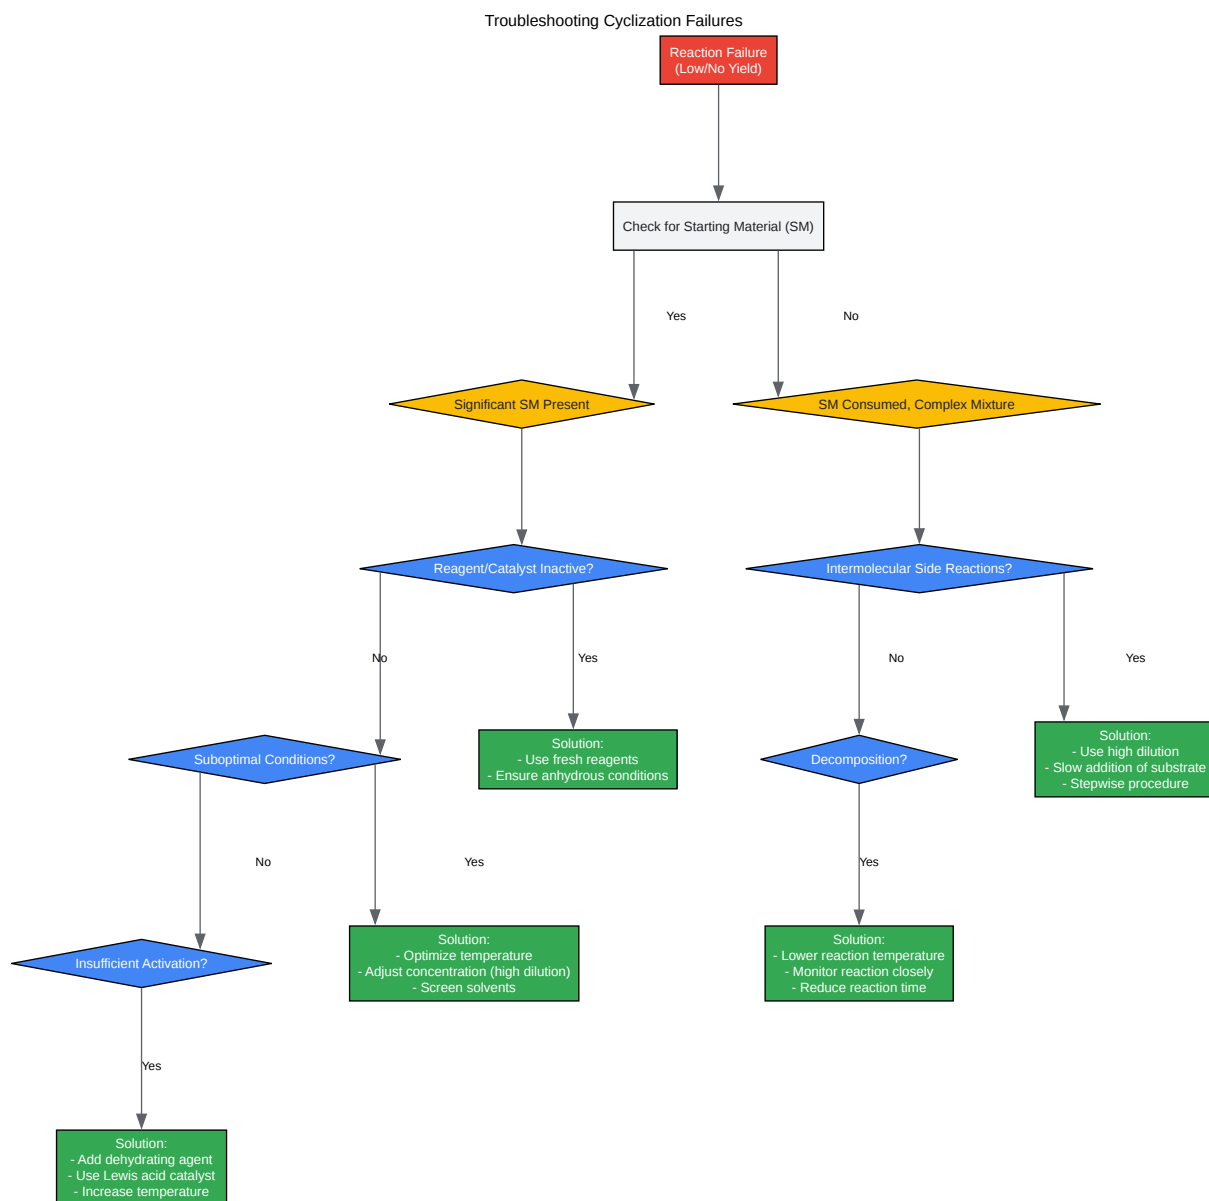 Troubleshooting Cyclization Failures
Reaction Failure
(Low/No Yield)
Check for Starting Material (SM)
Yes
No
Significant SM Present
SM Consumed, Complex Mixture
Reagent/Catalyst Inactive?
Intermolecular Side Reactions?
No
Yes
No
Yes
Suboptimal Conditions?
Solution:
- Use fresh reagents
- Ensure anhydrous conditions
Decomposition?
Solution:
- Use high dilution
- Slow addition of substrate
- Stepwise procedure
No
Yes
Yes
Insufficient Activation?
Solution:
- Optimize temperature
- Adjust concentration (high dilution)
- Screen solvents
Solution:
- Lower reaction temperature
- Monitor reaction closely
- Reduce reaction time
Yes
Solution:
- Add dehydrating agent
- Use Lewis acid catalyst
- Increase temperature